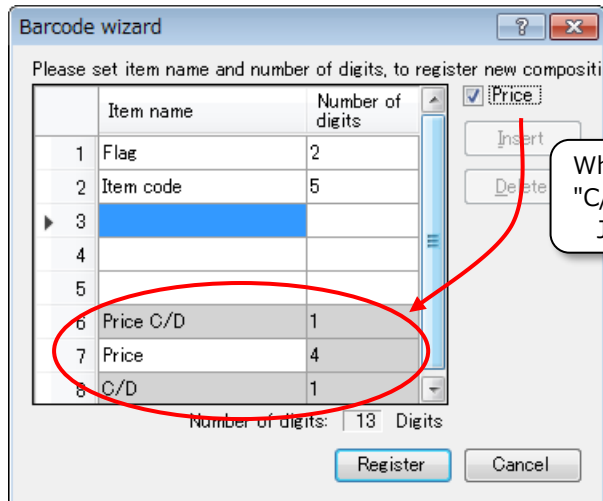 Barcode wizard
Please set item name and number of digits, to register new compositi
Item name
Number of digits
Price
Insert
Delete
1 Flag 2
2 Item code 5
3
4
5
6 Price C/D 1
7 Price 4
8 C/D 1
Wh
"C/
J
Number of digits: 13 Digits
Register
Cancel